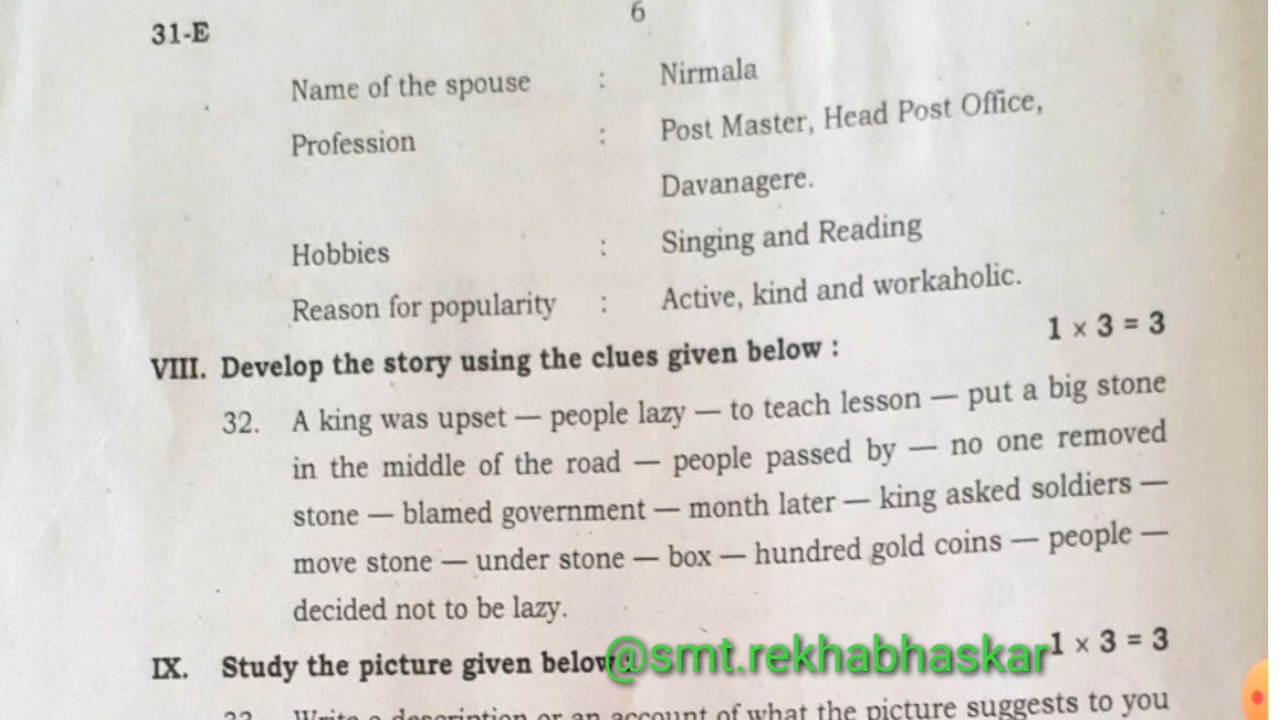 6
31-E
Name of the spouse : Nirmala
Profession : Post Master, Head Post Office,
Davanagere.
Hobbies : Singing and Reading
Reason for popularity : Active, kind and workaholic.
1 × 3 = 3
VIII. Develop the story using the clues given below :
32. A king was upset — people lazy — to teach lesson — put a big stone
in the middle of the road — people passed by — no one removed
stone — blamed government — month later — king asked soldiers —
move stone — under stone — box — hundred gold coins — people —
decided not to be lazy.
IX. Study the picture given below @smt.rekhabhaskar 1 × 3 = 3
Write a description or an account of what the picture suggests to you